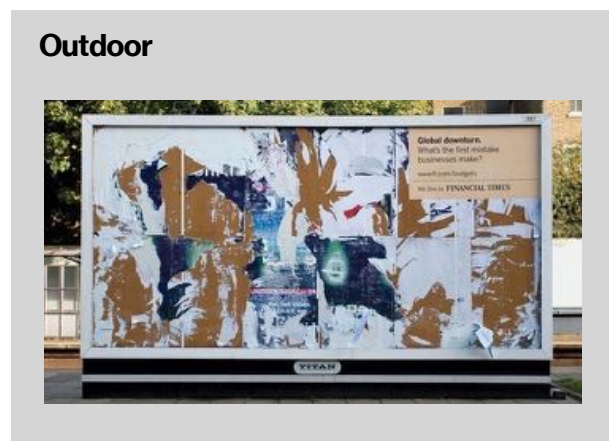 Outdoor
Global downturn.
What's the first mistake
businesses make?
We live in FINANCIAL TIMES
TITAN